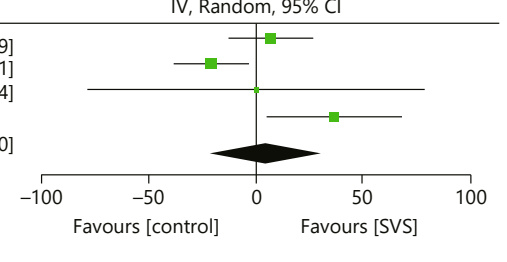 IV, Random, 95% CI
9]
1]
4]
0]
−100 −50 0 50 100
Favours [control] Favours [SVS]